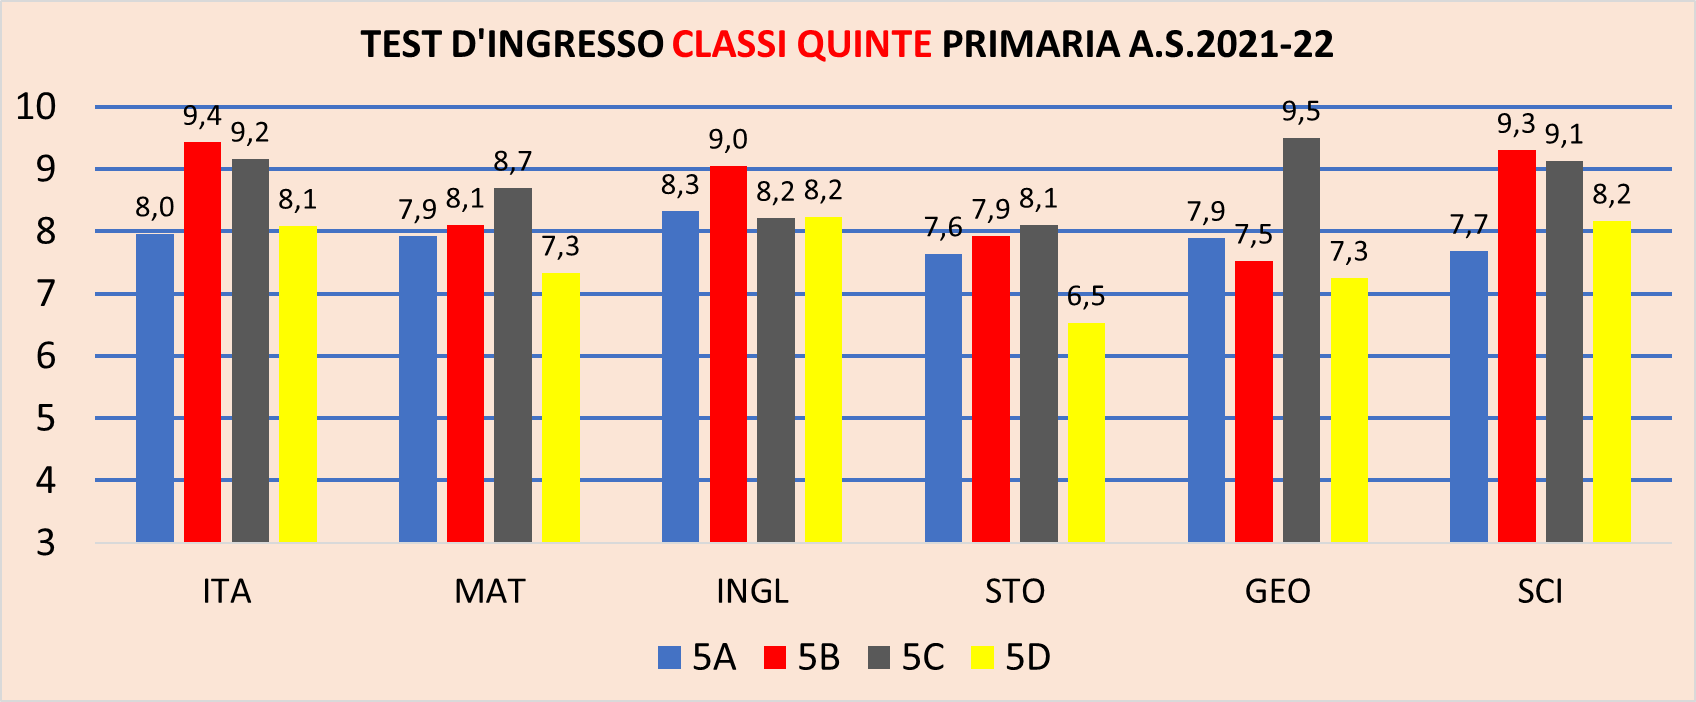 TEST D'INGRESSO CLASSI QUINTE PRIMARIA A.S.2021-22
10
9
8
7
6
5
4
3
8,0 9,4 9,2 8,1
7,9 8,1 8,7 7,3
8,3 9,0 8,2 8,2
7,6 7,9 8,1 6,5
7,9 7,5 9,5 7,3
7,7 9,3 9,1 8,2
ITA MAT INGL STO GEO SCI
5A 5B 5C 5D